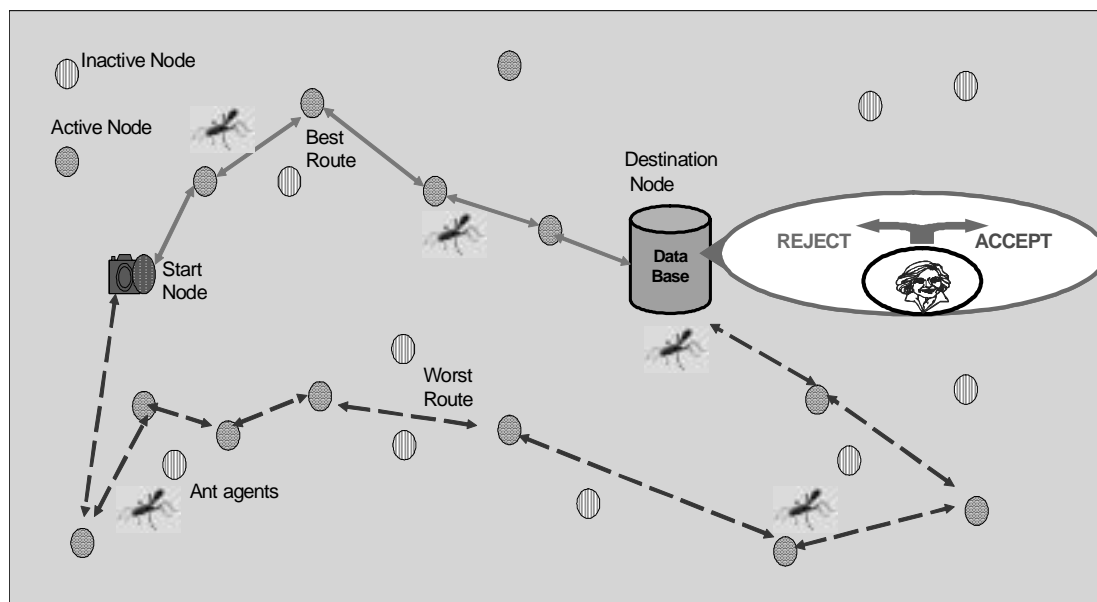 Inactive Node
Active Node
Best
Route
Destination
Node
REJECT
ACCEPT
Data
Base
Start
Node
Worst
Route
Ant agents